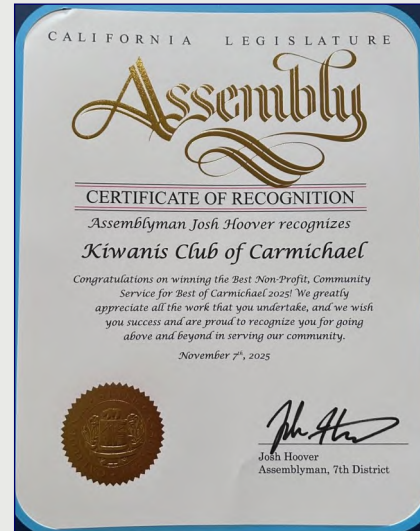 CALIFORNIA LEGISLATURE
Assembly
CERTIFICATE OF RECOGNITION
Assemblyman Josh Hoover recognizes
Kiwanis Club of Carmichael
Congratulations on winning the Best Non-Profit, Community
Service for Best of Carmichael 2025! We greatly
appreciate all the work that you undertake, and we wish
you success and are proud to recognize you for going
above and beyond in serving our community.
November 7th, 2025
Josh Hoover
Assemblyman, 7th District